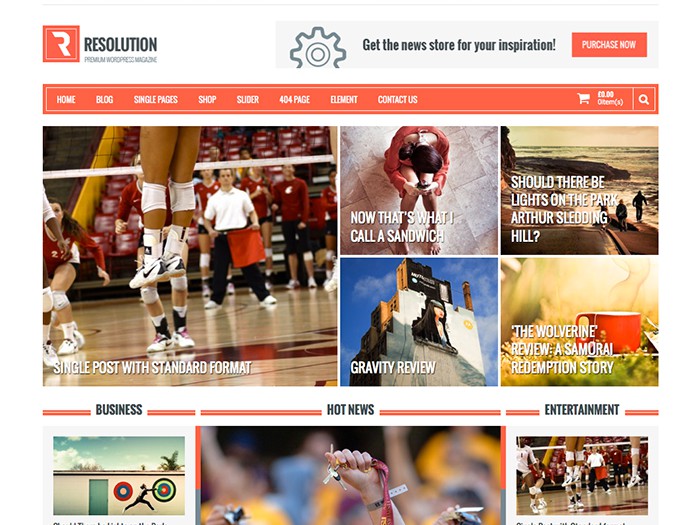 RESOLUTION
PREMIUM WORDPRESS MAGAZINE
Get the news store for your inspiration!
PURCHASE NOW
HOME BLOG SINGLE PAGES SHOP SLIDER 404 PAGE ELEMENT CONTACT US
£0.00
0item(s)
NOW THAT'S WHAT I
CALL A SANDWICH
SHOULD THERE BE
LIGHTS ON THE PARK
ARTHUR SLEDDING
HILL?
SINGLE POST WITH STANDARD FORMAT
GRAVITY REVIEW
'THE WOLVERINE'
REVIEW: A SAMORAI
REDEMPTION STORY
BUSINESS
HOT NEWS
ENTERTAINMENT